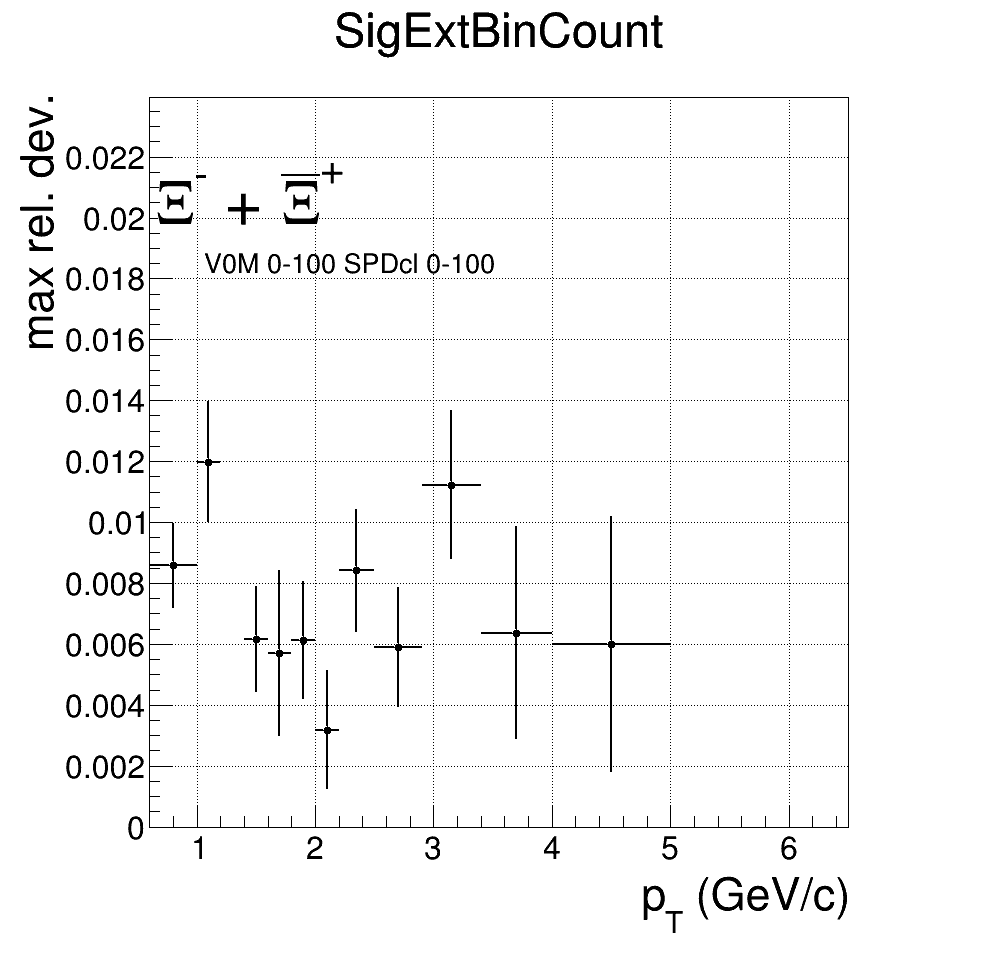 SigExtBinCount
max rel. dev.
0.022
0.02
0.018
0.016
0.014
0.012
0.01
0.008
0.006
0.004
0.002
0
Ξ⁻ + Ξ̅⁺
V0M 0-100 SPDcl 0-100
1 2 3 4 5 6
p_T (GeV/c)